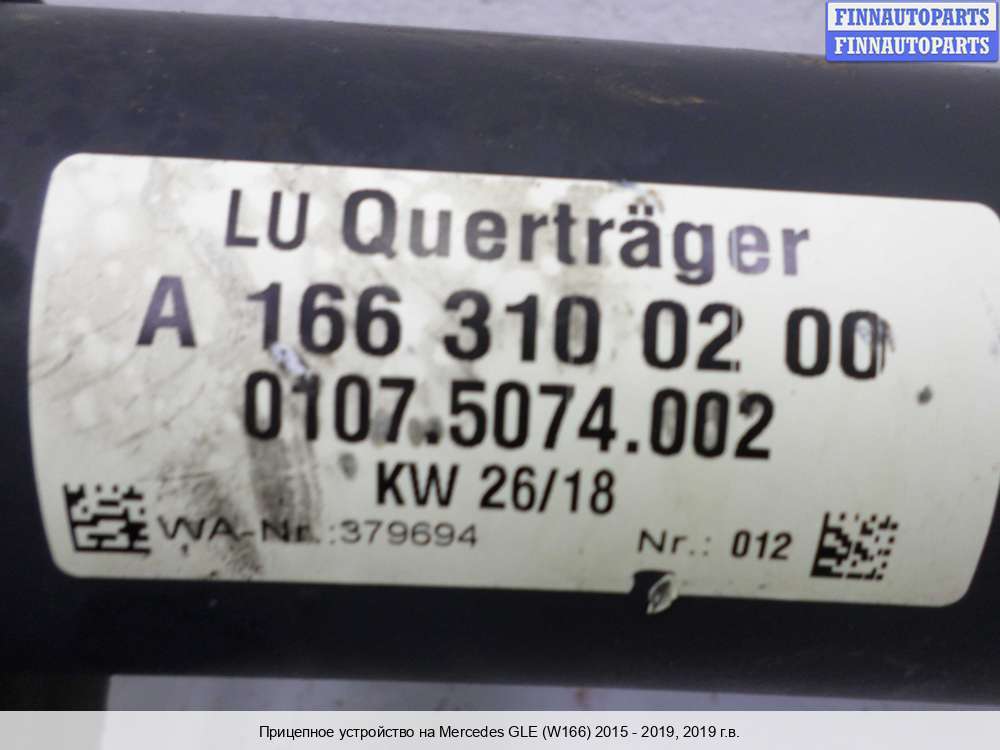 FINNAUTOPARTS
FINNAUTOPARTS
LU Querträger
A 166 310 02 00
0107.5074.002
KW 26/18
WA-Nr.:379694 Nr.: 012
Прицепное устройство на Mercedes GLE (W166) 2015 - 2019, 2019 г.в.